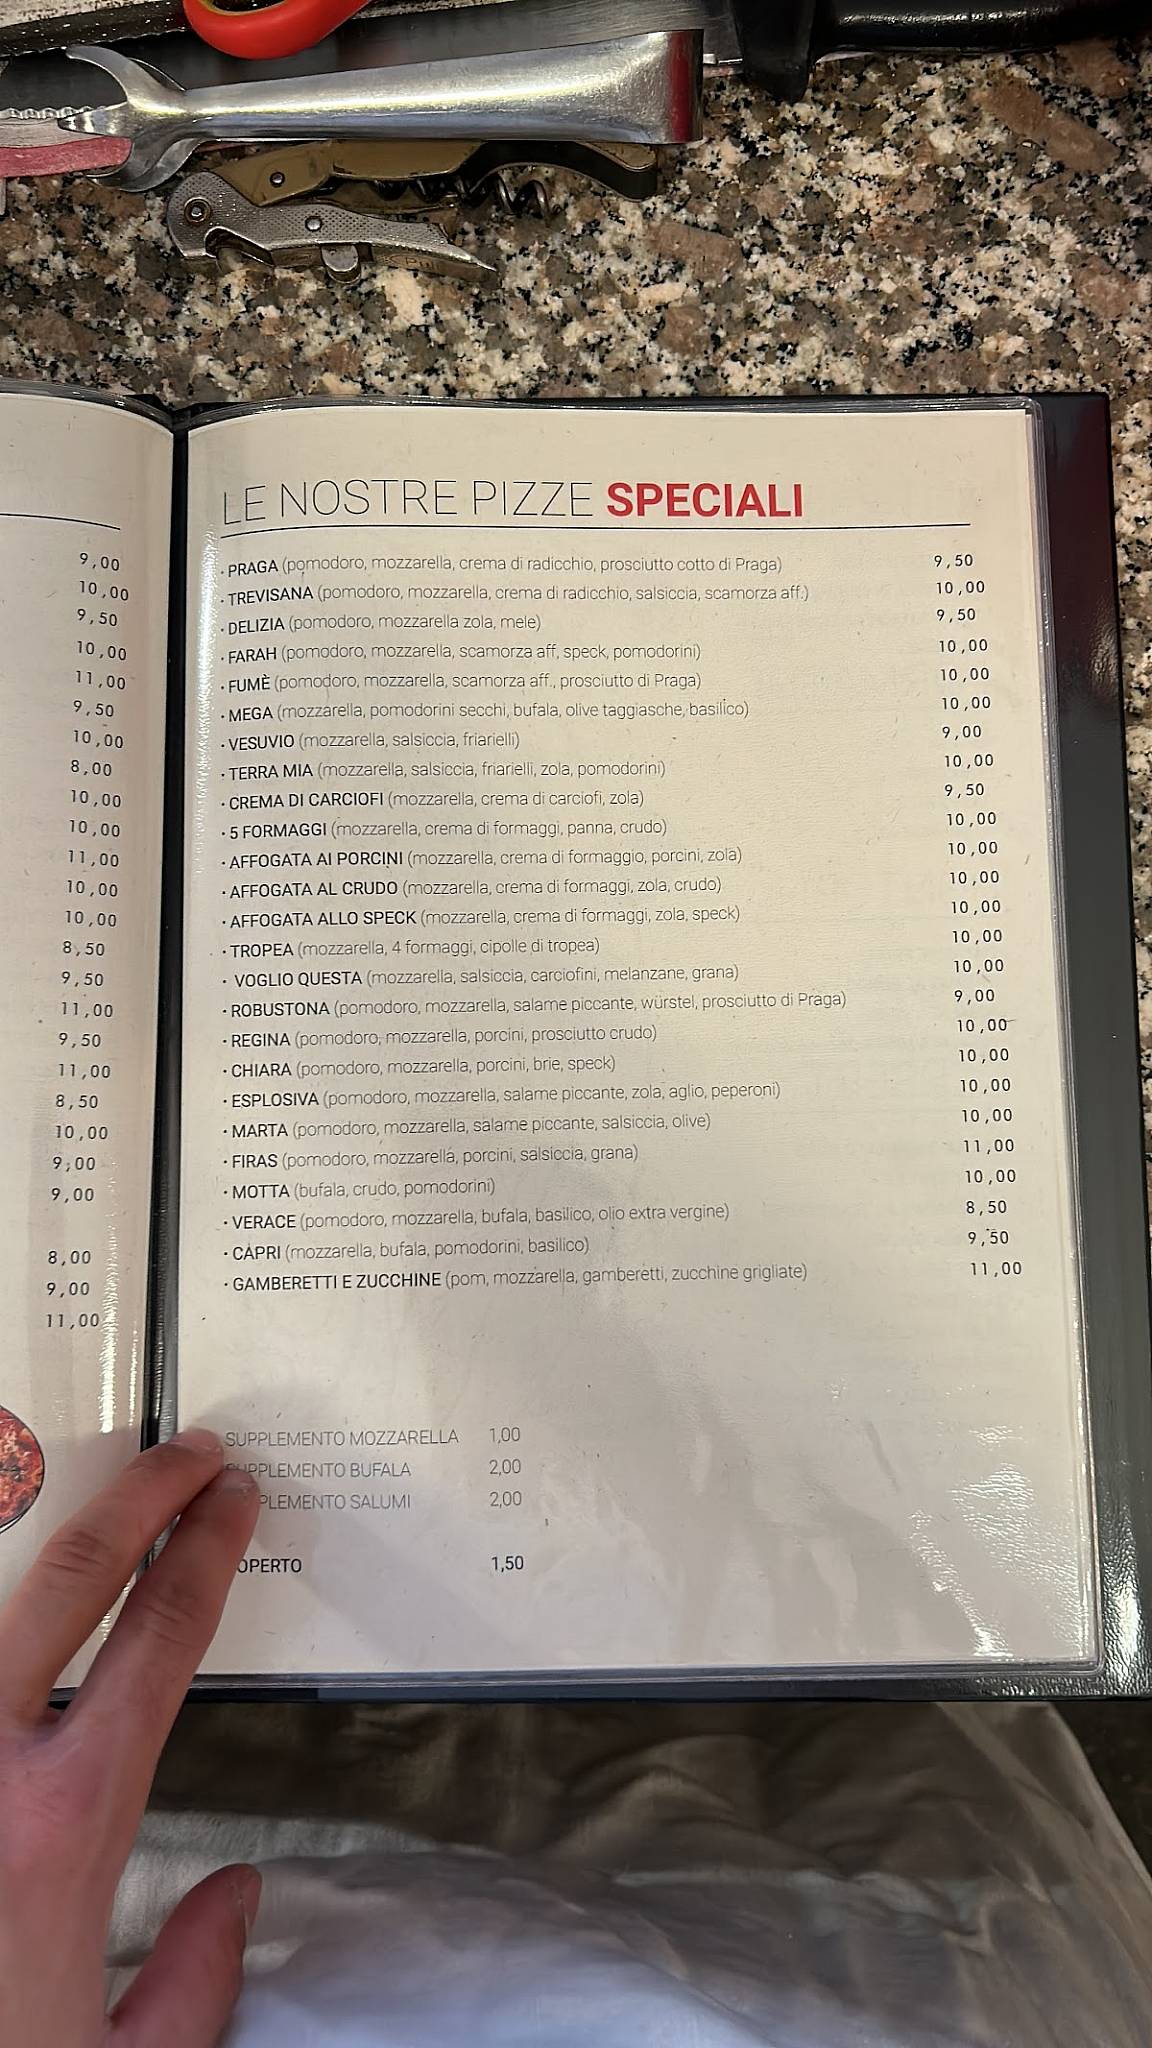 9,00
10,00
9,50
10,00
11,00
9,50
10,00
8,00
10,00
10,00
11,00
10,00
10,00
8,50
9,50
11,00
9,50
11,00
8,50
10,00
9,00
9,00
8,00
9,00
11,00
LE NOSTRE PIZZE SPECIALI
· PRAGA (pomodoro, mozzarella, crema di radicchio, prosciutto cotto di Praga) 9,50
· TREVISANA (pomodoro, mozzarella, crema di radicchio, salsiccia, scamorza aff.) 10,00
· DELIZIA (pomodoro, mozzarella zola, mele) 9,50
· FARAH (pomodoro, mozzarella, scamorza aff, speck, pomodorini) 10,00
· FUMÈ (pomodoro, mozzarella, scamorza aff., prosciutto di Praga) 10,00
· MEGA (mozzarella, pomodorini secchi, bufala, olive taggiasche, basilico) 10,00
· VESUVIO (mozzarella, salsiccia, friarielli) 9,00
· TERRA MIA (mozzarella, salsiccia, friarielli, zola, pomodorini) 10,00
· CREMA DI CARCIOFI (mozzarella, crema di carciofi, zola) 9,50
· 5 FORMAGGI (mozzarella, crema di formaggi, panna, crudo) 10,00
· AFFOGATA AI PORCINI (mozzarella, crema di formaggio, porcini, zola) 10,00
· AFFOGATA AL CRUDO (mozzarella, crema di formaggi, zola, crudo) 10,00
· AFFOGATA ALLO SPECK (mozzarella, crema di formaggi, zola, speck) 10,00
· TROPEA (mozzarella, 4 formaggi, cipolle di tropea) 10,00
· VOGLIO QUESTA (mozzarella, salsiccia, carciofini, melanzane, grana) 10,00
· ROBUSTONA (pomodoro, mozzarella, salame piccante, würstel, prosciutto di Praga) 9,00
· REGINA (pomodoro, mozzarella, porcini, prosciutto crudo) 10,00
· CHIARA (pomodoro, mozzarella, porcini, brie, speck) 10,00
· ESPLOSIVA (pomodoro, mozzarella, salame piccante, zola, aglio, peperoni) 10,00
· MARTA (pomodoro, mozzarella, salame piccante, salsiccia, olive) 10,00
· FIRAS (pomodoro, mozzarella, porcini, salsiccia, grana) 11,00
· MOTTA (bufala, crudo, pomodorini) 10,00
· VERACE (pomodoro, mozzarella, bufala, basilico, olio extra vergine) 8,50
· CAPRI (mozzarella, bufala, pomodorini, basilico) 9,50
· GAMBERETTI E ZUCCHINE (pom, mozzarella, gamberetti, zucchine grigliate) 11,00
SUPPLEMENTO MOZZARELLA 1,00
SUPPLEMENTO BUFALA 2,00
PLEMENTO SALUMI 2,00
OPERTO 1,50